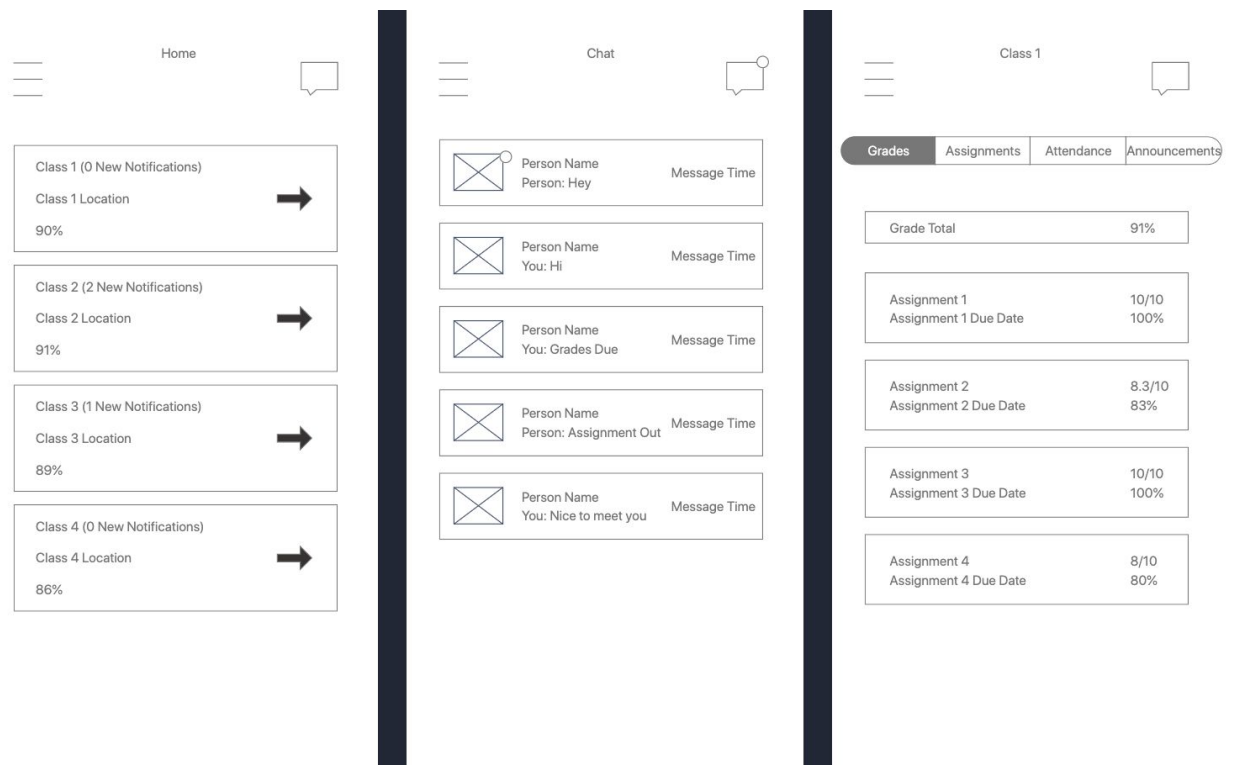 Home
Class 1 (0 New Notifications)
Class 1 Location
90%
Class 2 (2 New Notifications)
Class 2 Location
91%
Class 3 (1 New Notifications)
Class 3 Location
89%
Class 4 (0 New Notifications)
Class 4 Location
86%
Chat
Person Name
Person: Hey
Message Time
Person Name
You: Hi
Message Time
Person Name
You: Grades Due
Message Time
Person Name
Person: Assignment Out
Message Time
Person Name
You: Nice to meet you
Message Time
Class 1
Grades Assignments Attendance Announcements
Grade Total 91%
Assignment 1 10/10
Assignment 1 Due Date 100%
Assignment 2 8.3/10
Assignment 2 Due Date 83%
Assignment 3 10/10
Assignment 3 Due Date 100%
Assignment 4 8/10
Assignment 4 Due Date 80%